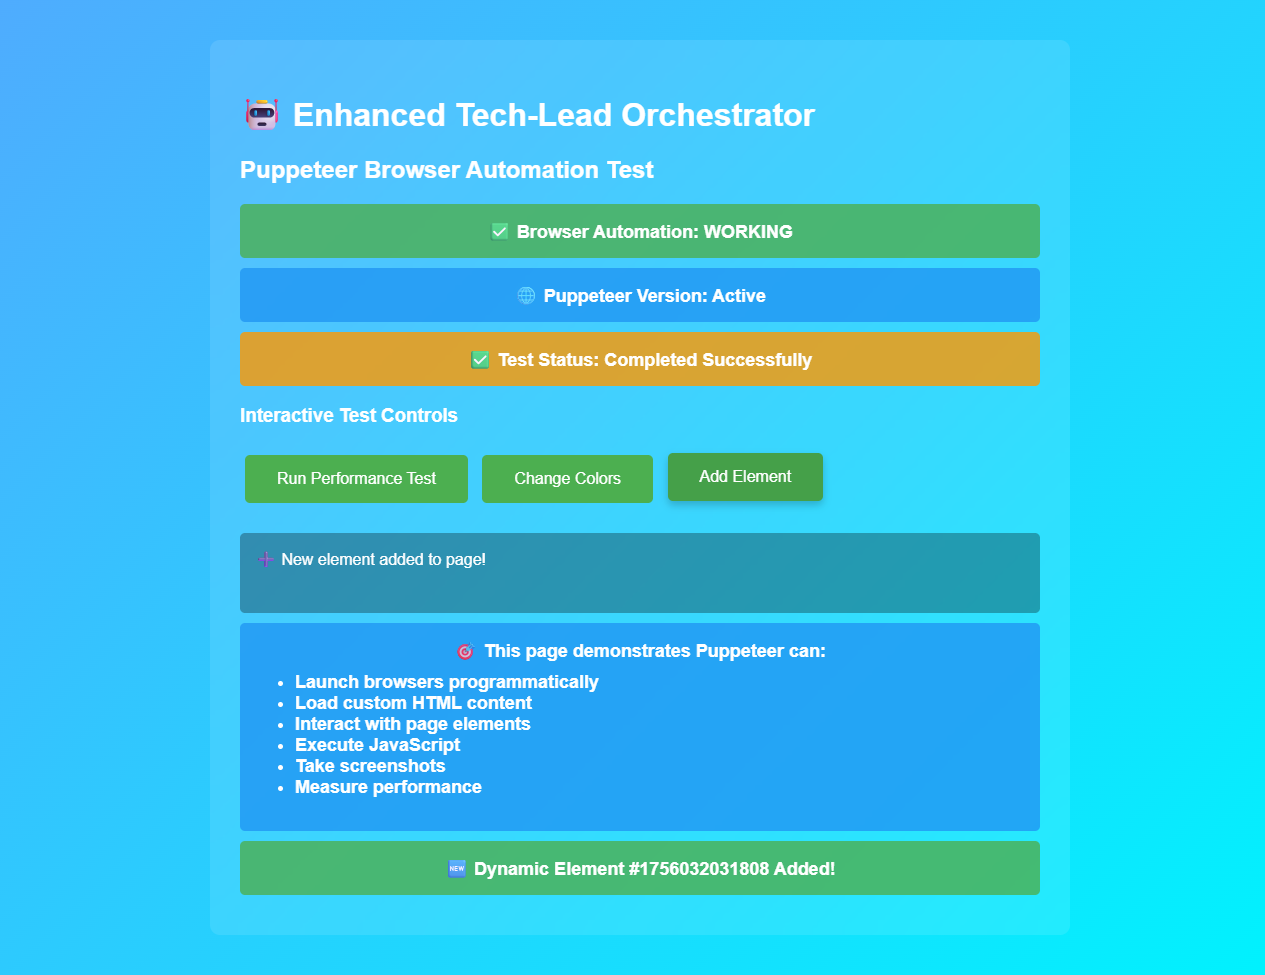 🤖 Enhanced Tech-Lead Orchestrator
Puppeteer Browser Automation Test
✅ Browser Automation: WORKING
🌐 Puppeteer Version: Active
✅ Test Status: Completed Successfully
Interactive Test Controls
Run Performance Test
Change Colors
Add Element
➕ New element added to page!
🎯 This page demonstrates Puppeteer can:
• Launch browsers programmatically
• Load custom HTML content
• Interact with page elements
• Execute JavaScript
• Take screenshots
• Measure performance
🆕 Dynamic Element #1756032031808 Added!